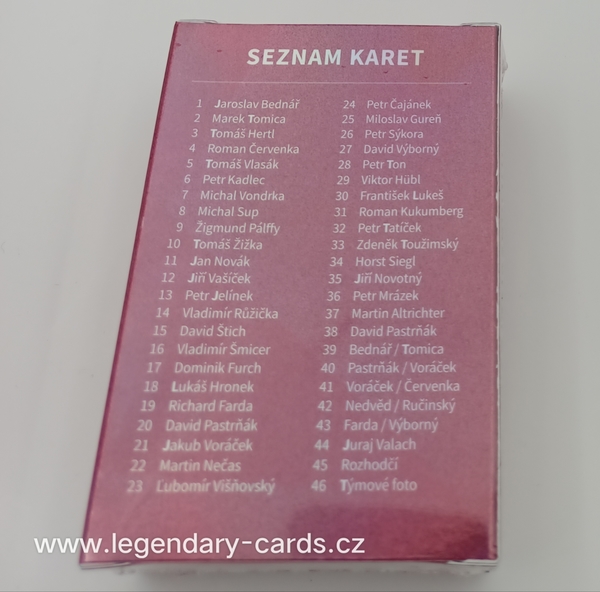 SEZNAM KARET
1 Jaroslav Bednář
2 Marek Tomica
3 Tomáš Hertl
4 Roman Červenka
5 Tomáš Vlasák
6 Petr Kadlec
7 Michal Vondrka
8 Michal Sup
9 Žigmund Pálffy
10 Tomáš Žižka
11 Jan Novák
12 Jiří Vašíček
13 Petr Jelínek
14 Vladimír Růžička
15 David Štich
16 Vladimír Šmicer
17 Dominik Furch
18 Lukáš Hronek
19 Richard Farda
20 David Pastrňák
21 Jakub Voráček
22 Martin Nečas
23 Ľubomír Višňovský
24 Petr Čajánek
25 Miloslav Gureň
26 Petr Sýkora
27 David Výborný
28 Petr Ton
29 Viktor Hübl
30 František Lukeš
31 Roman Kukumberg
32 Petr Tatíček
33 Zdeněk Toužimský
34 Horst Siegl
35 Jiří Novotný
36 Petr Mrázek
37 Martin Altrichter
38 David Pastrňák
39 Bednář / Tomica
40 Pastrňák / Voráček
41 Voráček / Červenka
42 Nedvěd / Ručinský
43 Farda / Výborný
44 Juraj Valach
45 Rozhodčí
46 Týmové foto
www.legendary-cards.cz